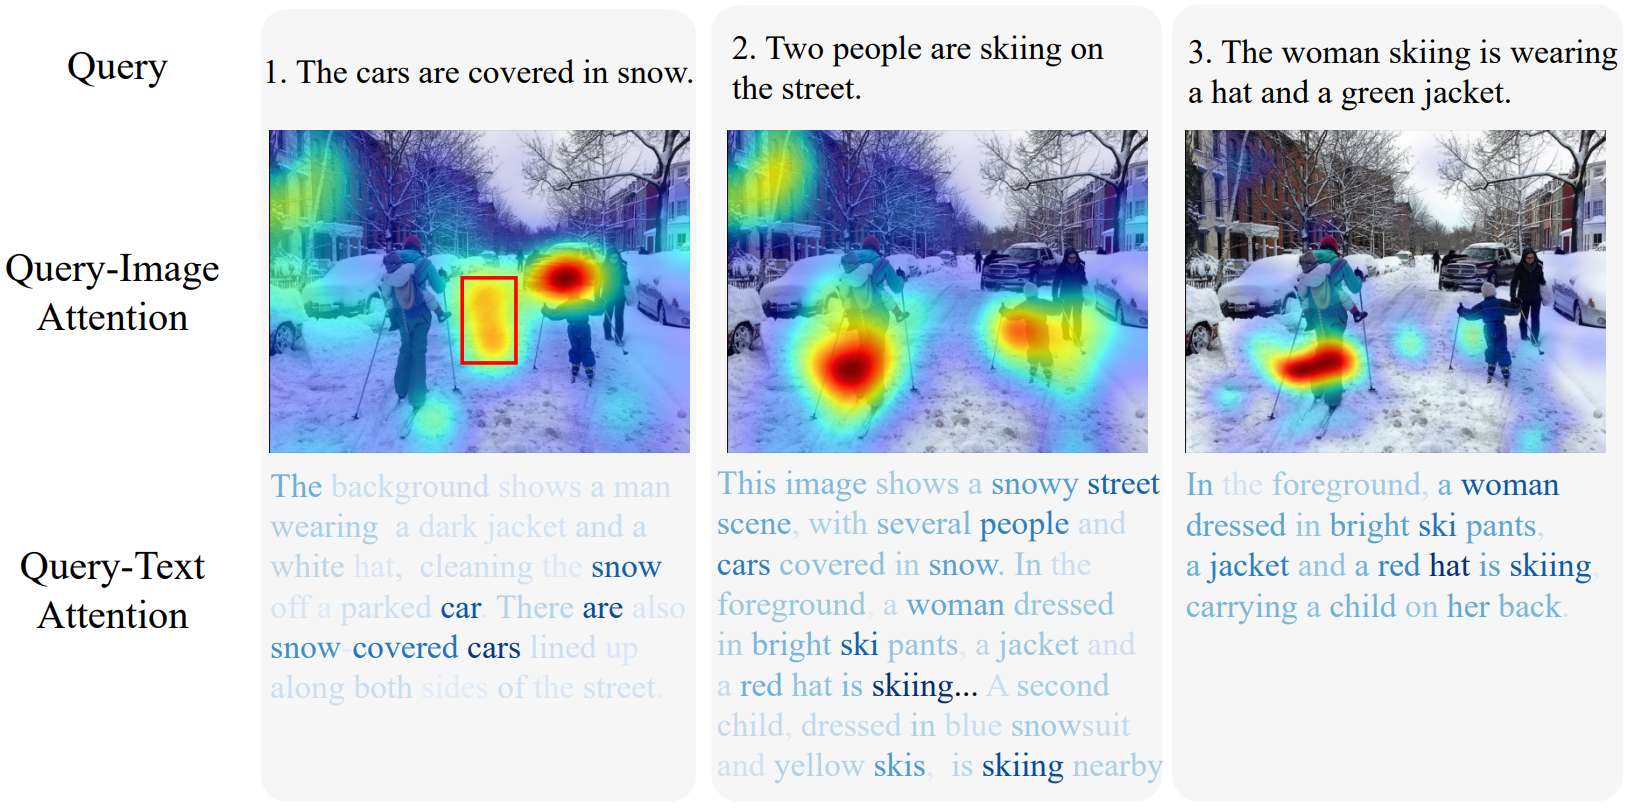 Query
1. The cars are covered in snow.
2. Two people are skiing on
the street.
3. The woman skiing is wearing
a hat and a green jacket.
Query-Image
Attention
Query-Text
Attention
The background shows a man
wearing a dark jacket and a
white hat, cleaning the snow
off a parked car. There are also
snow-covered cars lined up
along both sides of the street.
This image shows a snowy street
scene, with several people and
cars covered in snow. In the
foreground, a woman dressed
in bright ski pants, a jacket and
a red hat is skiing... A second
child, dressed in blue snowsuit
and yellow skis, is skiing nearby
In the foreground, a woman
dressed in bright ski pants,
a jacket and a red hat is skiing,
carrying a child on her back.